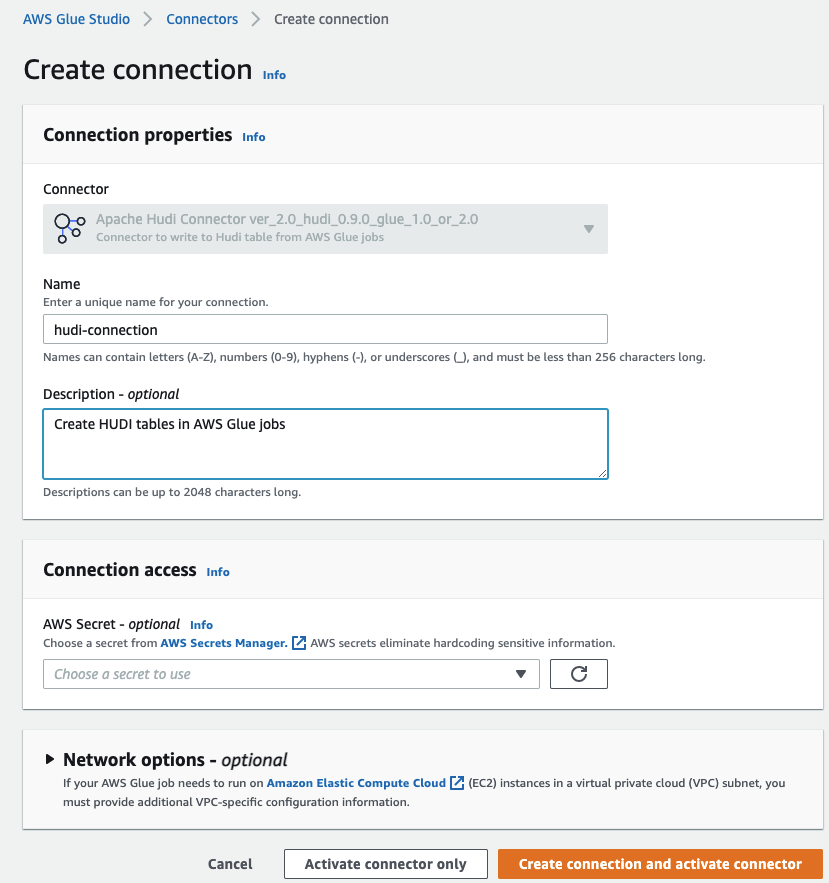 AWS Glue Studio > Connectors > Create connection
Create connection Info
Connection properties Info
Connector
Apache Hudi Connector ver_2.0_hudi_0.9.0_glue_1.0_or_2.0
Connector to write to Hudi table from AWS Glue jobs
Name
Enter a unique name for your connection.
hudi-connection
Names can contain letters (A-Z), numbers (0-9), hyphens (-), or underscores (_), and must be less than 256 characters long.
Description - optional
Create HUDI tables in AWS Glue jobs
Descriptions can be up to 2048 characters long.
Connection access Info
AWS Secret - optional Info
Choose a secret from AWS Secrets Manager. AWS secrets eliminate hardcoding sensitive information.
Choose a secret to use
Network options - optional
If your AWS Glue job needs to run on Amazon Elastic Compute Cloud (EC2) instances in a virtual private cloud (VPC) subnet, you
must provide additional VPC-specific configuration information.
Cancel Activate connector only Create connection and activate connector